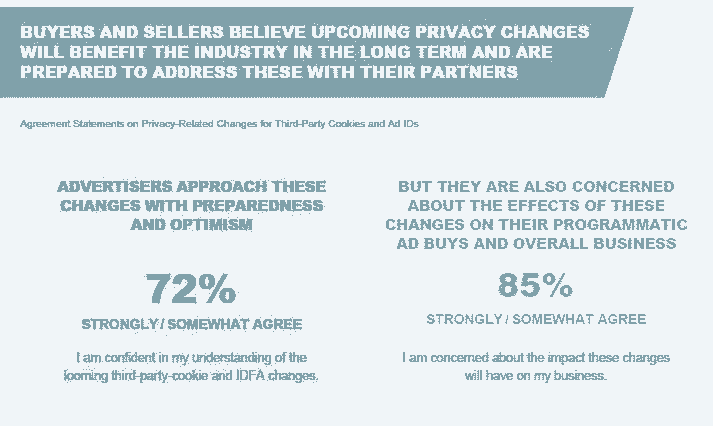 BUYERS AND SELLERS BELIEVE UPCOMING PRIVACY CHANGES
WILL BENEFIT THE INDUSTRY IN THE LONG TERM AND ARE
PREPARED TO ADDRESS THESE WITH THEIR PARTNERS
Agreement Statements on Privacy-Related Changes for Third-Party Cookies and Ad IDs
ADVERTISERS APPROACH THESE
CHANGES WITH PREPAREDNESS
AND OPTIMISM
72%
STRONGLY / SOMEWHAT AGREE
I am confident in my understanding of the
looming third-party-cookie and IDFA changes.
BUT THEY ARE ALSO CONCERNED
ABOUT THE EFFECTS OF THESE
CHANGES ON THEIR PROGRAMMATIC
AD BUYS AND OVERALL BUSINESS
85%
STRONGLY / SOMEWHAT AGREE
I am concerned about the impact these changes
will have on my business.